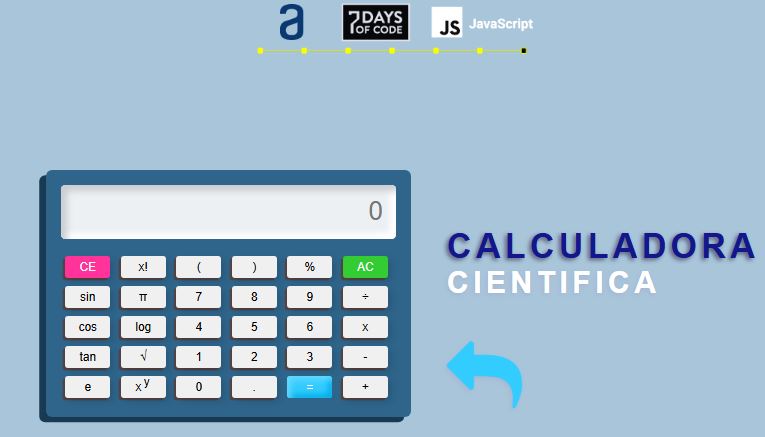 a
7DAYS
OF CODE
JS JavaScript
0
CALCULADORA
CIENTIFICA
CE x! ( ) % AC
sin π 7 8 9 ÷
cos log 4 5 6 x
tan √ 1 2 3 -
e x y 0 . = +